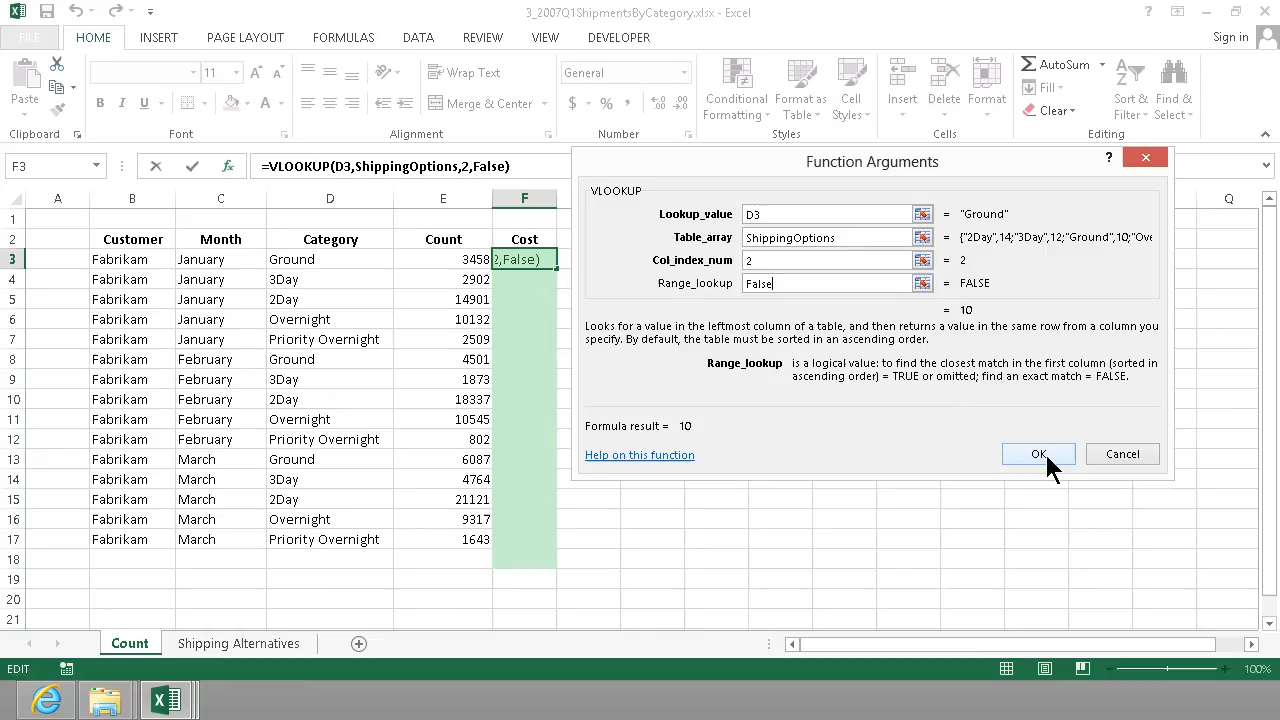 3_2007Q1ShipmentsByCategory.xlsx - Excel
FILE HOME INSERT PAGE LAYOUT FORMULAS DATA REVIEW VIEW DEVELOPER Sign in
Paste
11
B I U
Wrap Text
Merge & Center
General
$ % ,
Conditional Formatting
Format as Table
Cell Styles
Insert Delete Format
AutoSum
Fill
Clear
Sort & Filter
Find & Select
Clipboard Font Alignment Number Styles Cells Editing
F3 fx =VLOOKUP(D3,ShippingOptions,2,False)
A B C D E F Q
1
2 Customer Month Category Count Cost
3 Fabrikam January Ground 3458 2,False)
4 Fabrikam January 3Day 2902
5 Fabrikam January 2Day 14901
6 Fabrikam January Overnight 10132
7 Fabrikam January Priority Overnight 2509
8 Fabrikam February Ground 4501
9 Fabrikam February 3Day 1873
10 Fabrikam February 2Day 18337
11 Fabrikam February Overnight 10545
12 Fabrikam February Priority Overnight 802
13 Fabrikam March Ground 6087
14 Fabrikam March 3Day 4764
15 Fabrikam March 2Day 21121
16 Fabrikam March Overnight 9317
17 Fabrikam March Priority Overnight 1643
18
19
20
21
Function Arguments
VLOOKUP
Lookup_value D3 = "Ground"
Table_array ShippingOptions = {"2Day",14;"3Day",12;"Ground",10;"Ove
Col_index_num 2 = 2
Range_lookup False = FALSE
= 10
Looks for a value in the leftmost column of a table, and then returns a value in the same row from a column you
specify. By default, the table must be sorted in an ascending order.
Range_lookup is a logical value: to find the closest match in the first column (sorted in
ascending order) = TRUE or omitted; find an exact match = FALSE.
Formula result = 10
Help on this function
OK Cancel
Count Shipping Alternatives
EDIT 100%